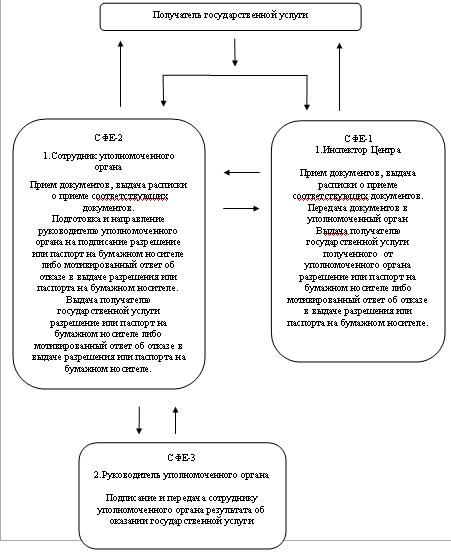 Получатель государственной услуги
СФЕ-2
1.Сотрудник уполномоченного
органа
Прием документов, выдача расписки
о приеме соответствующих
документов.
Подготовка и направление
руководителю уполномоченного
органа на подписание разрешение
или паспорт на бумажном носителе
либо мотивированный ответ об
отказе в выдаче разрешения или
паспорта на бумажном носителе.
Выдача получателю
государственной услуги
разрешение или паспорт на
бумажном носителе либо
мотивированный ответ об отказе в
выдаче разрешения или паспорта на
бумажном носителе.
СФЕ-1
1.Инспектор Центра
Прием документов, выдача
расписки о приеме
соответствующих документов.
Передача документов в
уполномоченный орган
Выдача получателю
государственной услуги
полученного от
уполномоченного органа
разрешение или паспорт на
бумажном носителе либо
мотивированный ответ об отказе
в выдаче разрешения или
паспорта на бумажном носителе.
СФЕ-3
2.Руководитель уполномоченного органа
Подписание и передача сотруднику
уполномоченного органа результата об
оказании государственной услуги